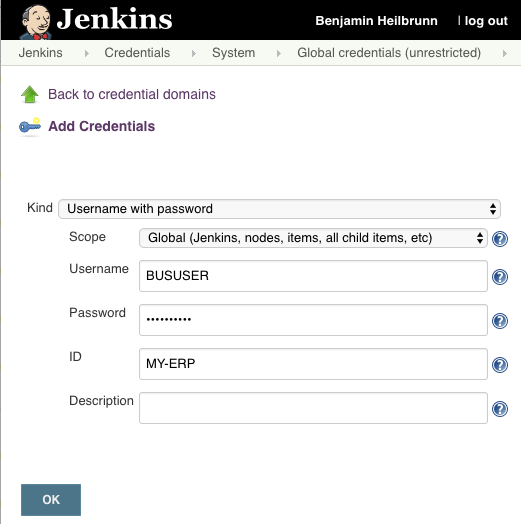 Jenkins
Benjamin Heilbrunn | log out
Jenkins Credentials System Global credentials (unrestricted)
Back to credential domains
Add Credentials
Kind Username with password
Scope Global (Jenkins, nodes, items, all child items, etc)
Username BUSUSER
Password ••••••••••
ID MY-ERP
Description
OK